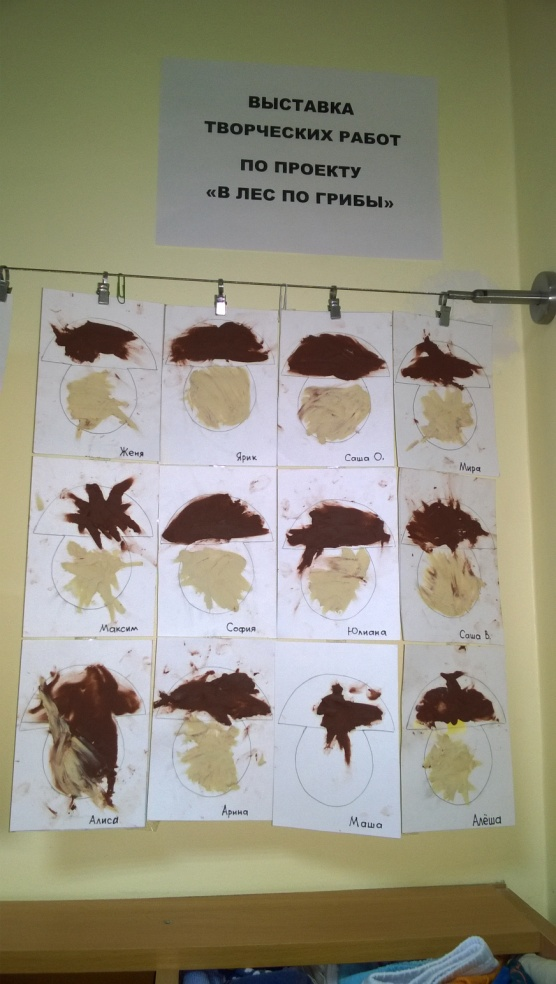 ВЫСТАВКА
ТВОРЧЕСКИХ РАБОТ
ПО ПРОЕКТУ
«В ЛЕС ПО ГРИБЫ»
Женя
Ярик
Саша О.
Мира
Максим
София
Юлиана
Саша В.
Алиса
Арина
Маша
Алёша